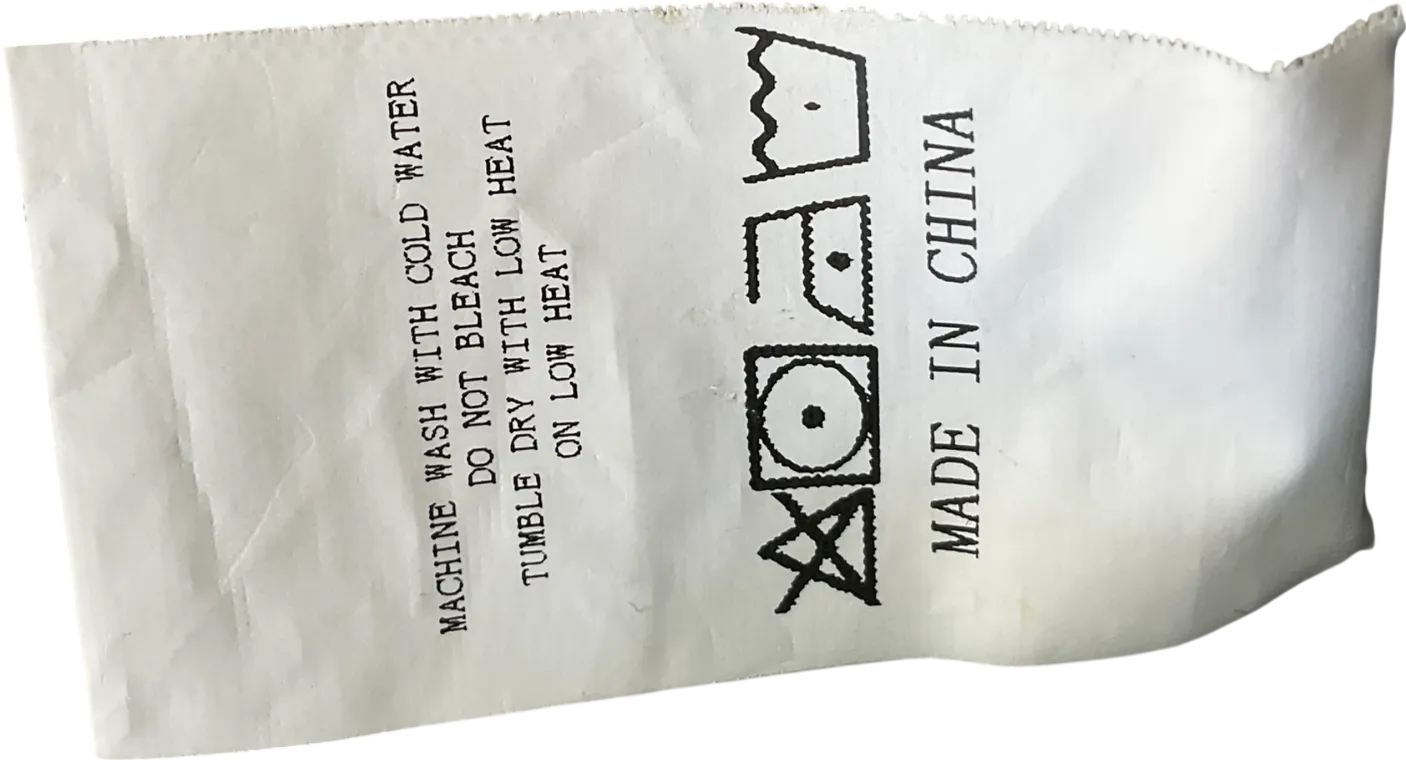 MACHINE WASH WITH COLD WATER
DO NOT BLEACH
TUMBLE DRY WITH LOW HEAT
ON LOW HEAT
MADE IN CHINA